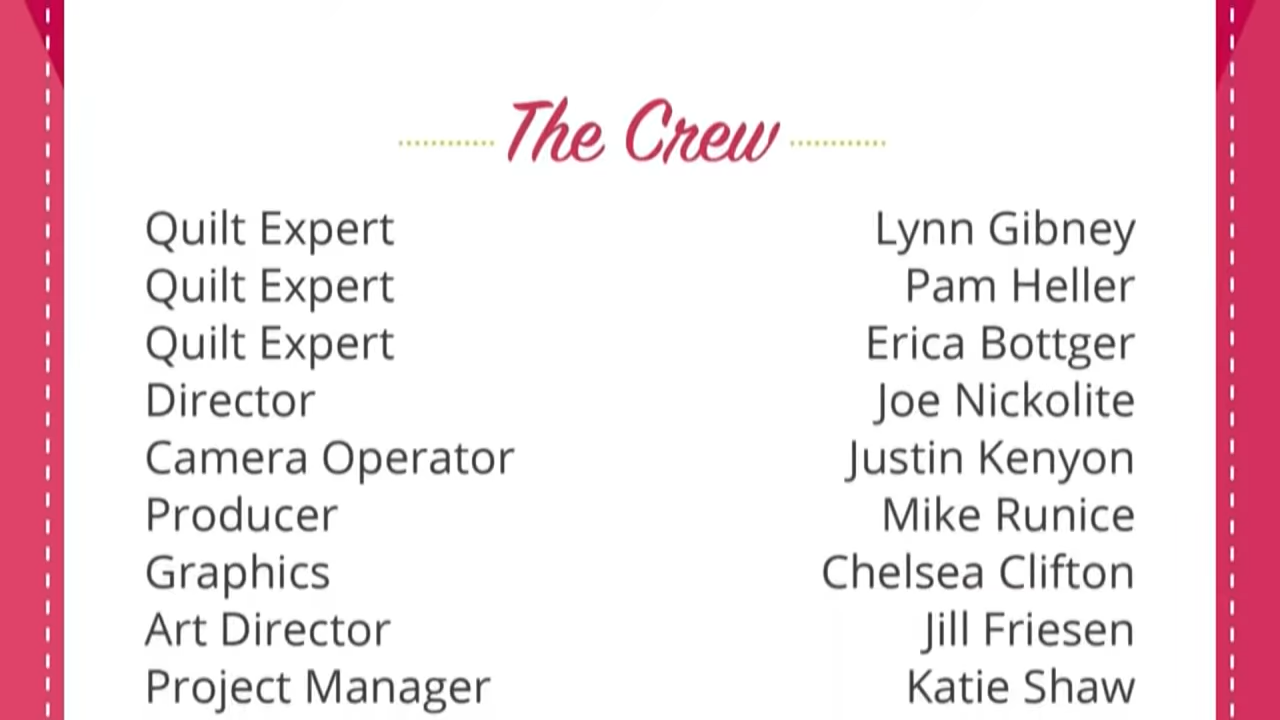 The Crew
Quilt Expert Lynn Gibney
Quilt Expert Pam Heller
Quilt Expert Erica Bottger
Director Joe Nickolite
Camera Operator Justin Kenyon
Producer Mike Runice
Graphics Chelsea Clifton
Art Director Jill Friesen
Project Manager Katie Shaw